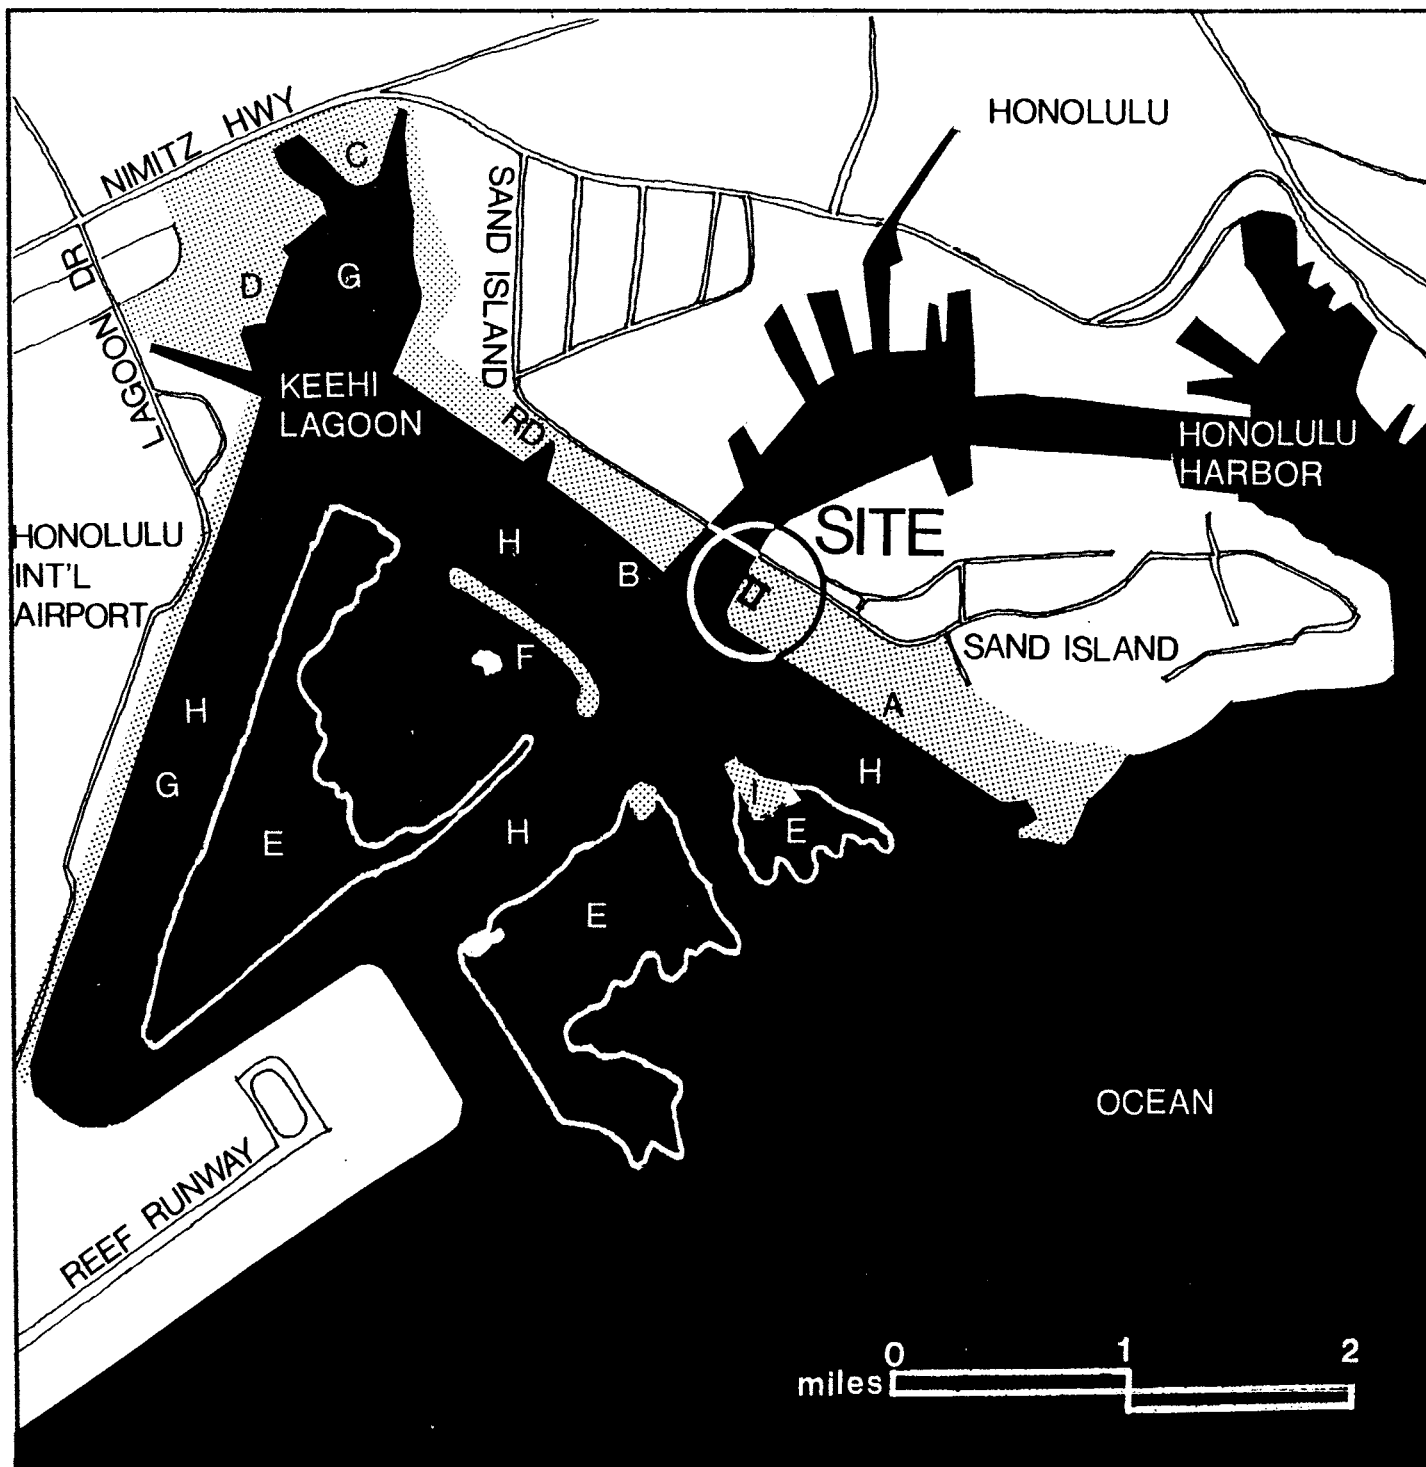 HONOLULU
NIMITZ HWY
C
SAND ISLAND RD
LAGOON DR
D
G
KEEHI
LAGOON
HONOLULU
HARBOR
SITE
HONOLULU
INT'L
AIRPORT
H
B
F
SAND ISLAND
H
A
G
H
I
E
H
E
E
OCEAN
REEF RUNWAY
0 1 2
miles